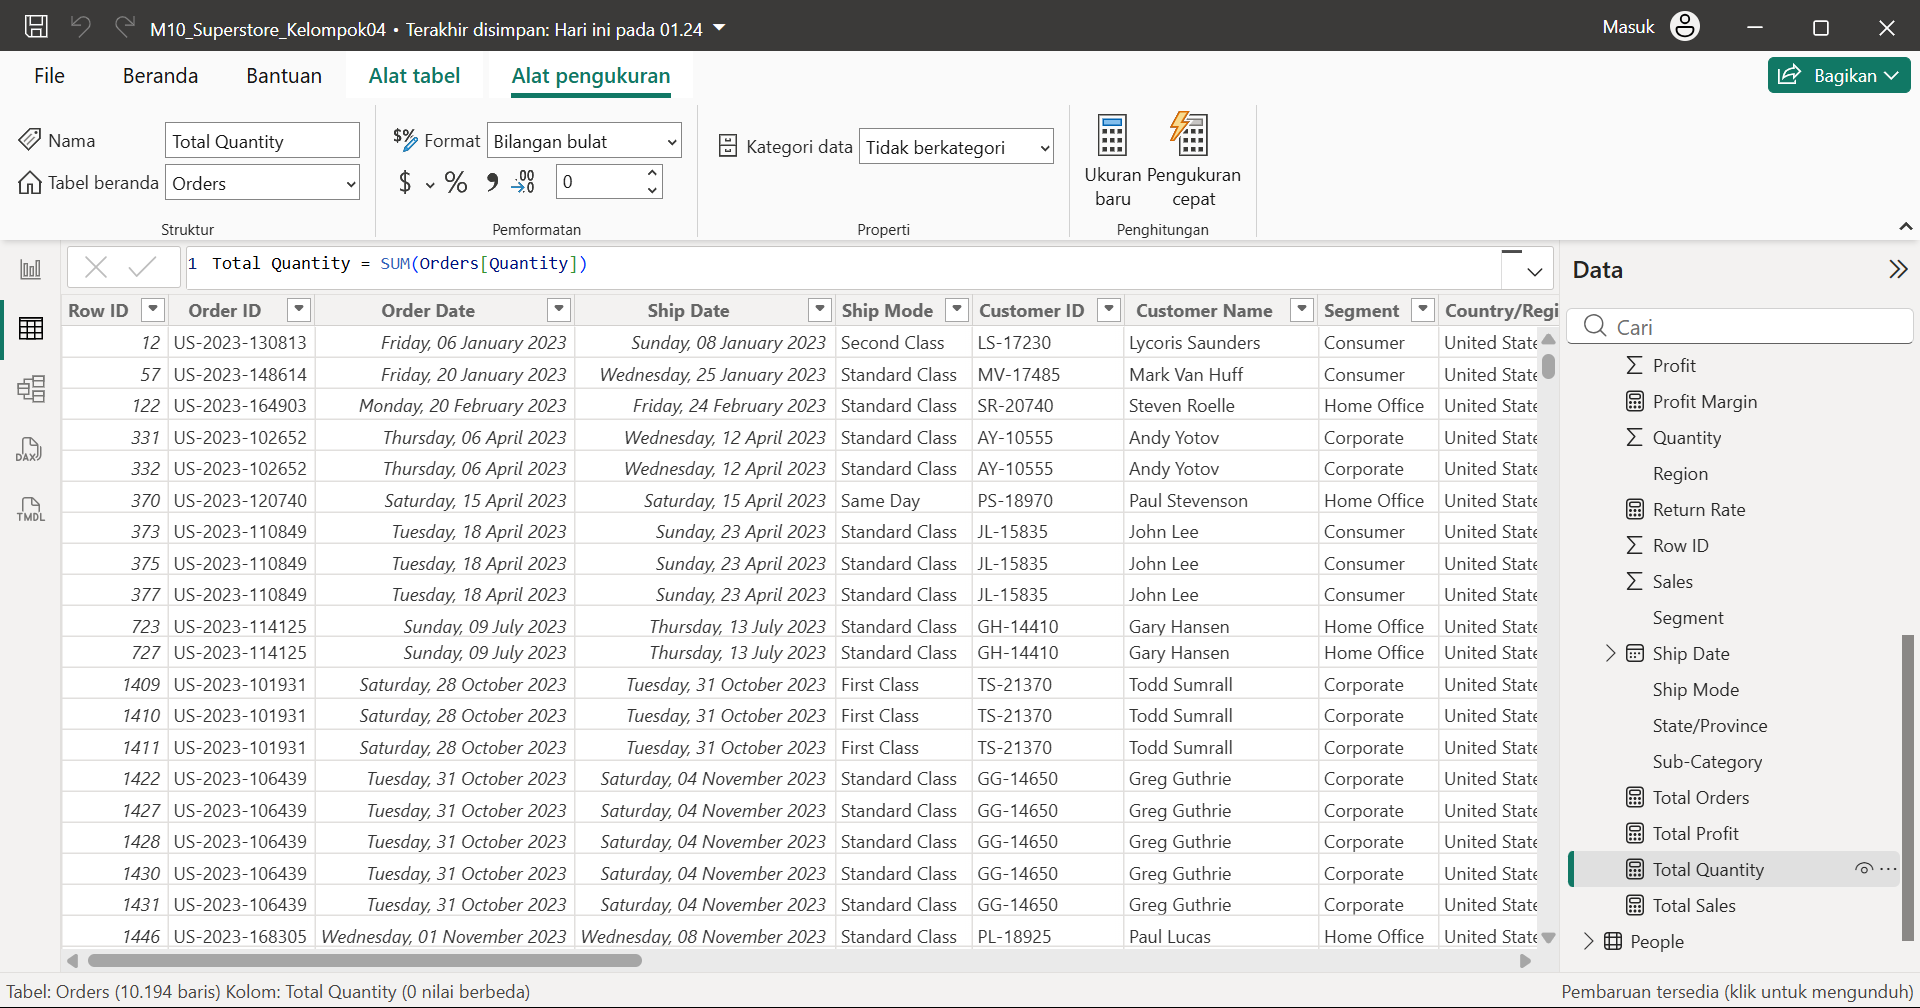 M10_Superstore_Kelompok04 • Terakhir disimpan: Hari ini pada 01.24
Masuk
File Beranda Bantuan Alat tabel Alat pengukuran
Bagikan
Nama Total Quantity
Tabel beranda Orders
Struktur
Format Bilangan bulat
$ % , .00 0
Pemformatan
Kategori data Tidak berkategori
Properti
Ukuran baru
Pengukuran cepat
Penghitungan
1 Total Quantity = SUM(Orders[Quantity])
DAX
TMDL
Row ID Order ID Order Date Ship Date Ship Mode Customer ID Customer Name Segment Country/Regi
12 US-2023-130813 Friday, 06 January 2023 Sunday, 08 January 2023 Second Class LS-17230 Lycoris Saunders Consumer United State
57 US-2023-148614 Friday, 20 January 2023 Wednesday, 25 January 2023 Standard Class MV-17485 Mark Van Huff Consumer United State
122 US-2023-164903 Monday, 20 February 2023 Friday, 24 February 2023 Standard Class SR-20740 Steven Roelle Home Office United State
331 US-2023-102652 Thursday, 06 April 2023 Wednesday, 12 April 2023 Standard Class AY-10555 Andy Yotov Corporate United State
332 US-2023-102652 Thursday, 06 April 2023 Wednesday, 12 April 2023 Standard Class AY-10555 Andy Yotov Corporate United State
370 US-2023-120740 Saturday, 15 April 2023 Saturday, 15 April 2023 Same Day PS-18970 Paul Stevenson Home Office United State
373 US-2023-110849 Tuesday, 18 April 2023 Sunday, 23 April 2023 Standard Class JL-15835 John Lee Consumer United State
375 US-2023-110849 Tuesday, 18 April 2023 Sunday, 23 April 2023 Standard Class JL-15835 John Lee Consumer United State
377 US-2023-110849 Tuesday, 18 April 2023 Sunday, 23 April 2023 Standard Class JL-15835 John Lee Consumer United State
723 US-2023-114125 Sunday, 09 July 2023 Thursday, 13 July 2023 Standard Class GH-14410 Gary Hansen Home Office United State
727 US-2023-114125 Sunday, 09 July 2023 Thursday, 13 July 2023 Standard Class GH-14410 Gary Hansen Home Office United State
1409 US-2023-101931 Saturday, 28 October 2023 Tuesday, 31 October 2023 First Class TS-21370 Todd Sumrall Corporate United State
1410 US-2023-101931 Saturday, 28 October 2023 Tuesday, 31 October 2023 First Class TS-21370 Todd Sumrall Corporate United State
1411 US-2023-101931 Saturday, 28 October 2023 Tuesday, 31 October 2023 First Class TS-21370 Todd Sumrall Corporate United State
1422 US-2023-106439 Tuesday, 31 October 2023 Saturday, 04 November 2023 Standard Class GG-14650 Greg Guthrie Corporate United State
1427 US-2023-106439 Tuesday, 31 October 2023 Saturday, 04 November 2023 Standard Class GG-14650 Greg Guthrie Corporate United State
1428 US-2023-106439 Tuesday, 31 October 2023 Saturday, 04 November 2023 Standard Class GG-14650 Greg Guthrie Corporate United State
1430 US-2023-106439 Tuesday, 31 October 2023 Saturday, 04 November 2023 Standard Class GG-14650 Greg Guthrie Corporate United State
1431 US-2023-106439 Tuesday, 31 October 2023 Saturday, 04 November 2023 Standard Class GG-14650 Greg Guthrie Corporate United State
1446 US-2023-168305 Wednesday, 01 November 2023 Wednesday, 08 November 2023 Standard Class PL-18925 Paul Lucas Home Office United State
Data
Cari
Profit
Profit Margin
Quantity
Region
Return Rate
Row ID
Sales
Segment
Ship Date
Ship Mode
State/Province
Sub-Category
Total Orders
Total Profit
Total Quantity
Total Sales
People
Tabel: Orders (10.194 baris) Kolom: Total Quantity (0 nilai berbeda)
Pembaruan tersedia (klik untuk mengunduh)